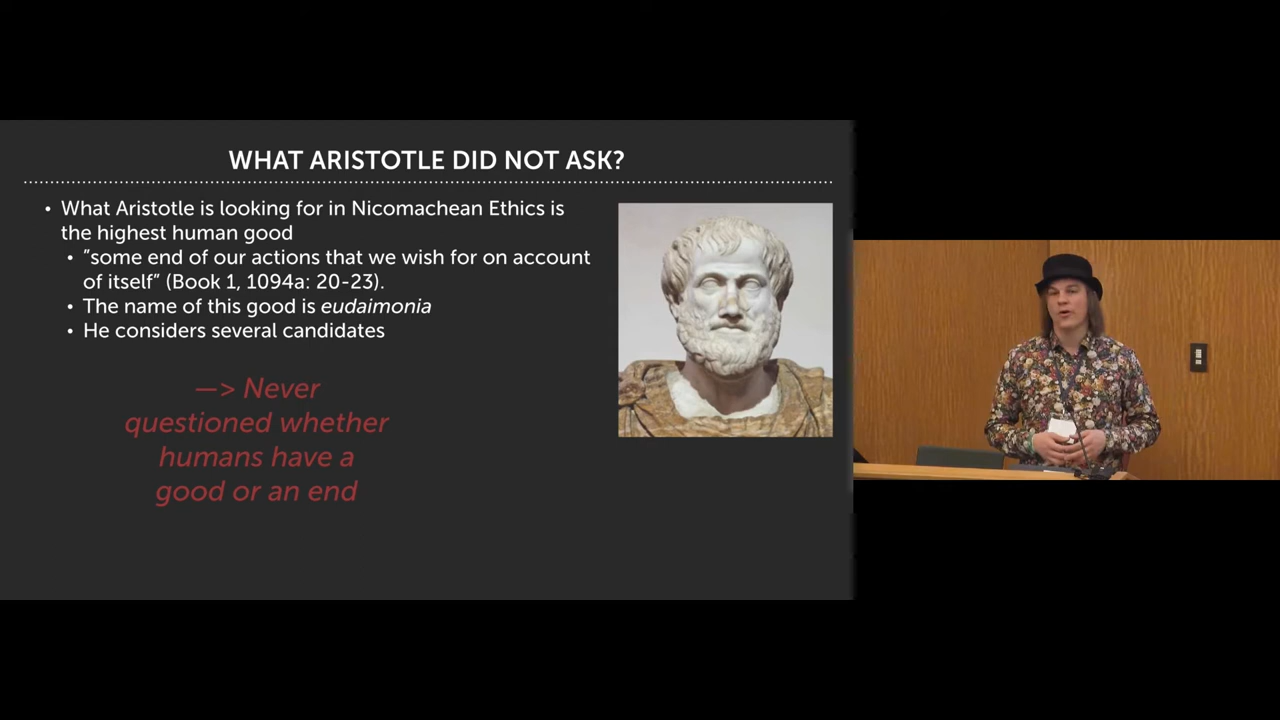 WHAT ARISTOTLE DID NOT ASK?
• What Aristotle is looking for in Nicomachean Ethics is
the highest human good
• ”some end of our actions that we wish for on account
of itself” (Book 1, 1094a: 20-23).
• The name of this good is eudaimonia
• He considers several candidates
—> Never
questioned whether
humans have a
good or an end